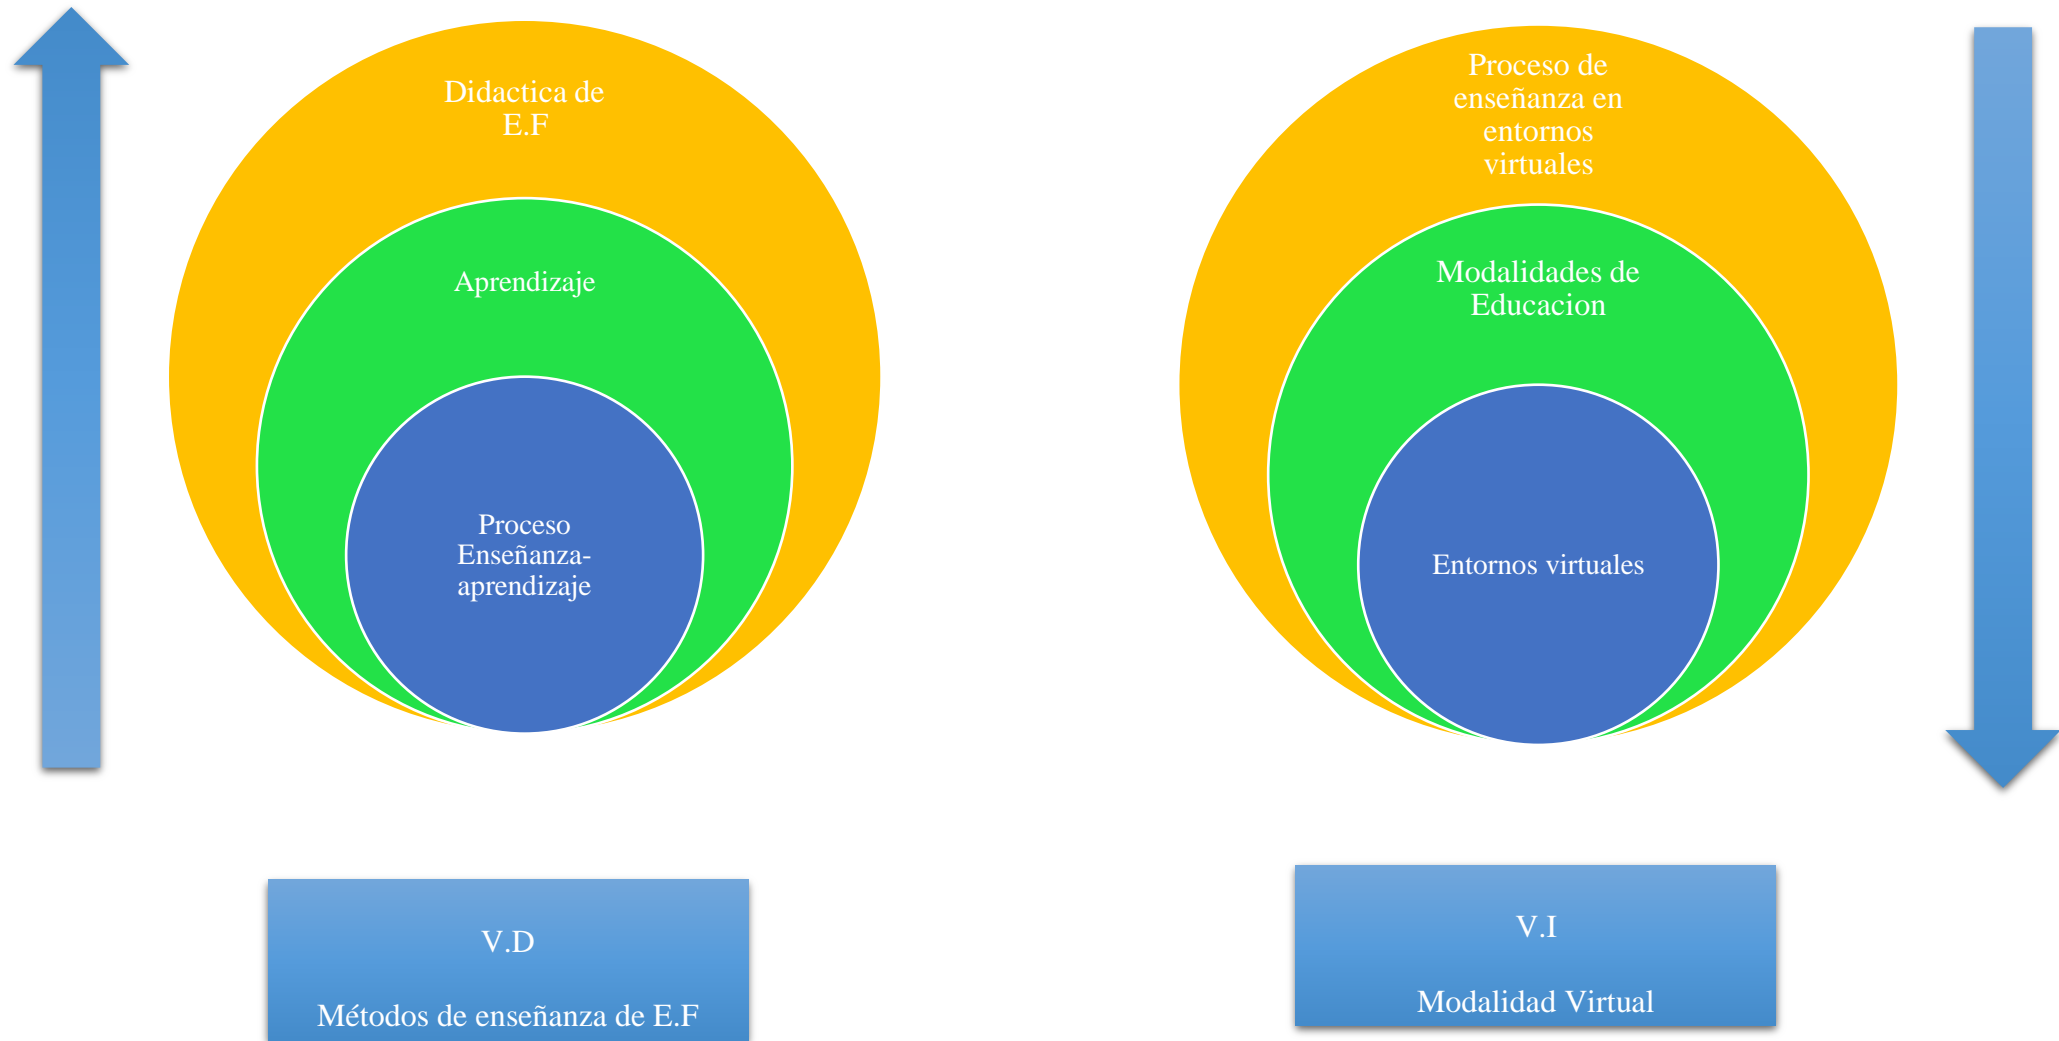 Didactica de
E.F
Aprendizaje
Proceso
Enseñanza-
aprendizaje
V.D
Métodos de enseñanza de E.F
Proceso de
enseñanza en
entornos
virtuales
Modalidades de
Educacion
Entornos virtuales
V.I
Modalidad Virtual